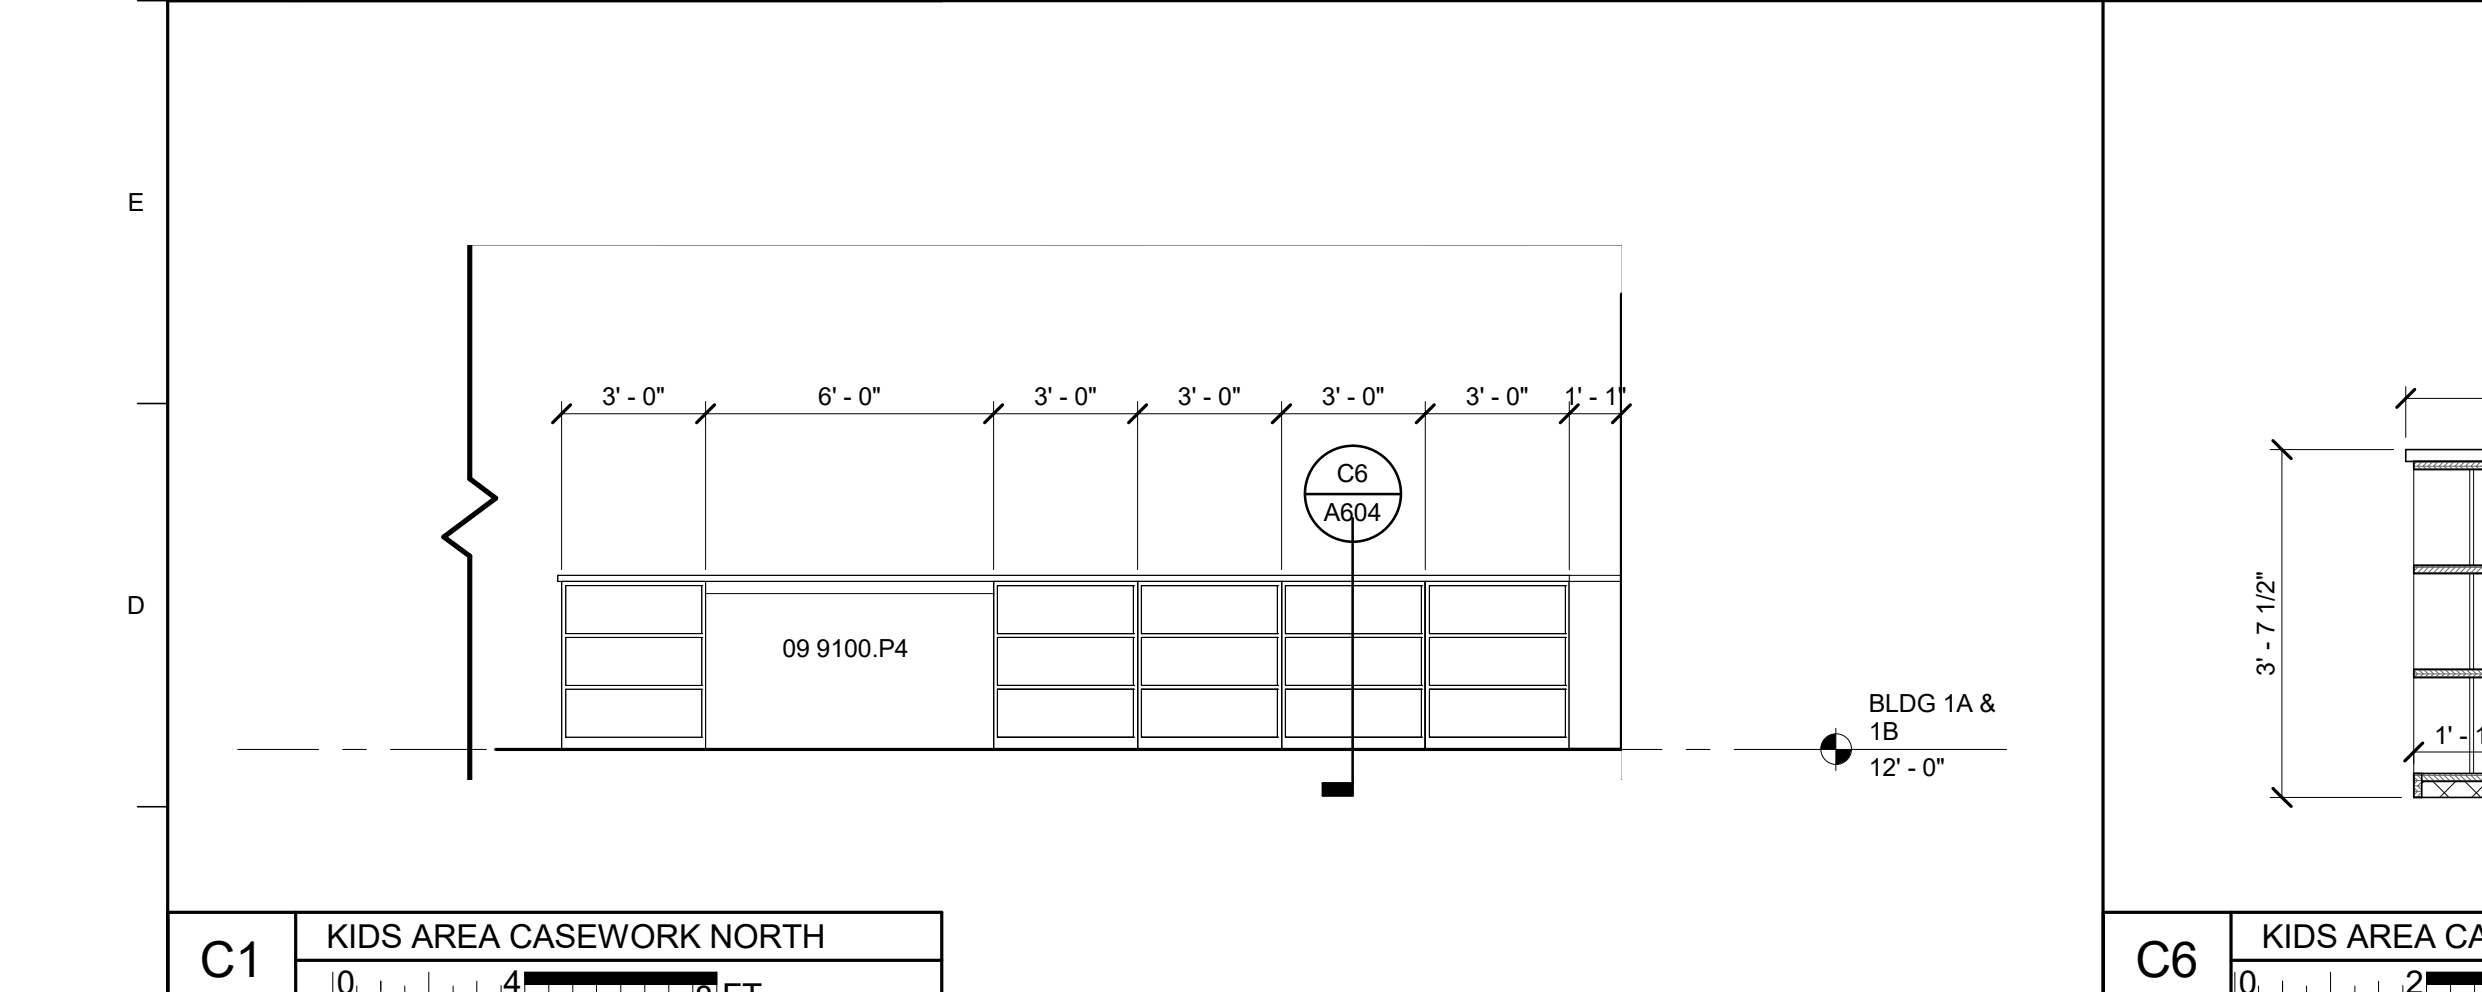 E
3' - 0"
6' - 0"
3' - 0"
3' - 0"
3' - 0"
3' - 0"
1' - 1"
C6
A604
D
09 9100.P4
BLDG 1A &
1B
12' - 0"
3' - 7 1/2"
1' - 1
C1
KIDS AREA CASEWORK NORTH
0
4
FT
C6
KIDS AREA CA
0
2